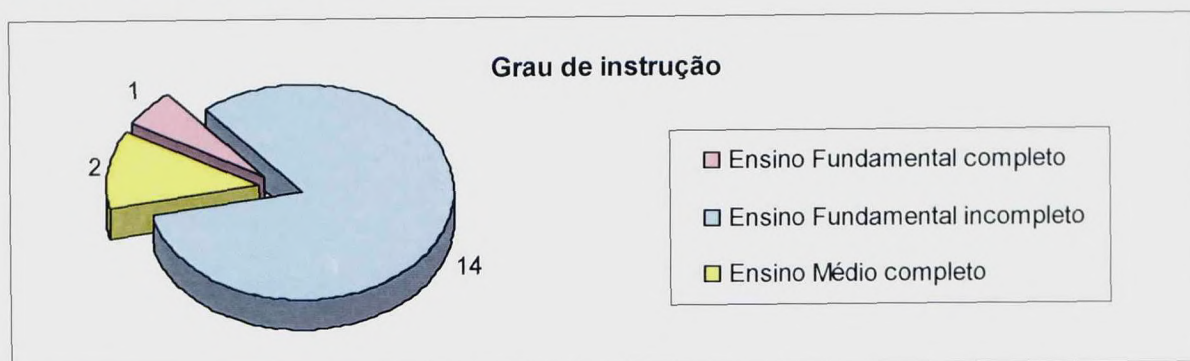 Grau de instrução
1
2
14
Ensino Fundamental completo
Ensino Fundamental incompleto
Ensino Médio completo